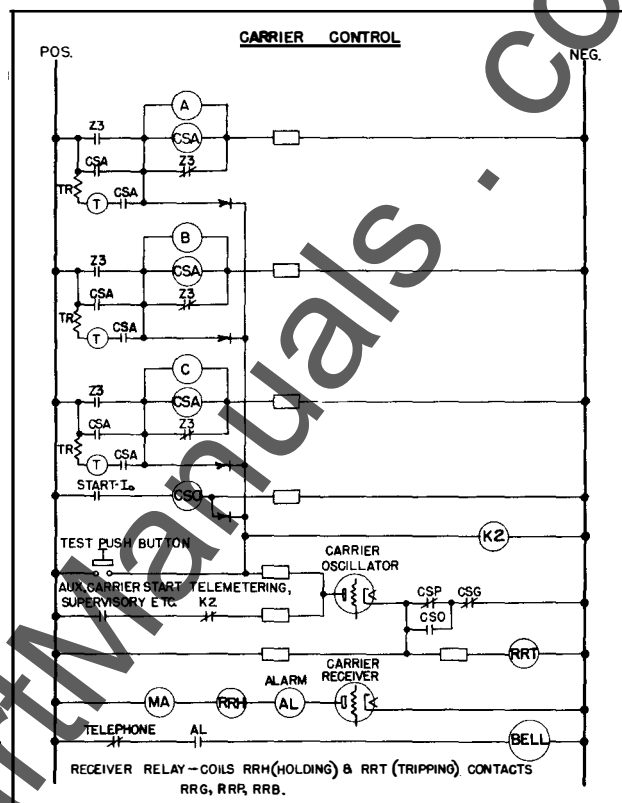 CARRIER CONTROL
POS.
NEG.
A
Z3
CSA
CSA
Z3
TR
T
CSA
B
Z3
CSA
CSA
Z3
TR
T
CSA
C
Z3
CSA
CSA
Z3
TR
T
CSA
START-I₀
CSO
K2
TEST PUSH BUTTON
CARRIER
OSCILLATOR
AUX. CARRIER START TELEMETERING,
SUPERVISORY ETC.
K2
CSP
CSG
CSO
RRT
CARRIER
RECEIVER
ALARM
MA
RRH
AL
TELEPHONE
AL
BELL
RECEIVER RELAY-COILS RRH (HOLDING) & RRT (TRIPPING) CONTACTS
RRG, RRP, RRB.
rtManuals . co